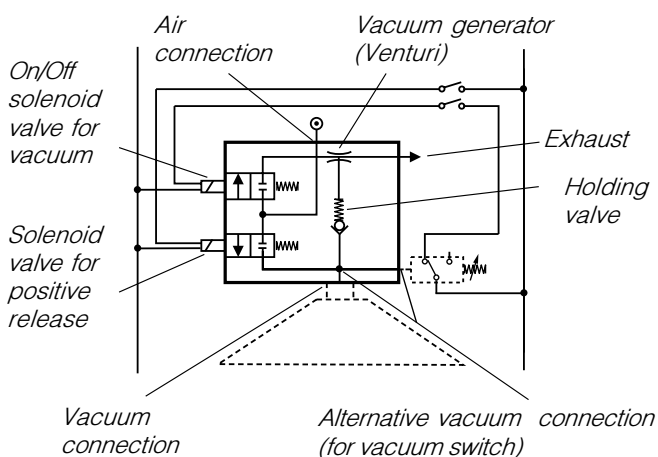 Air
connection
Vacuum generator
(Venturi)
On/Off
solenoid
valve for
vacuum
Exhaust
Holding
valve
Solenoid
valve for
positive
release
Vacuum
connection
Alternative vacuum connection
(for vacuum switch)